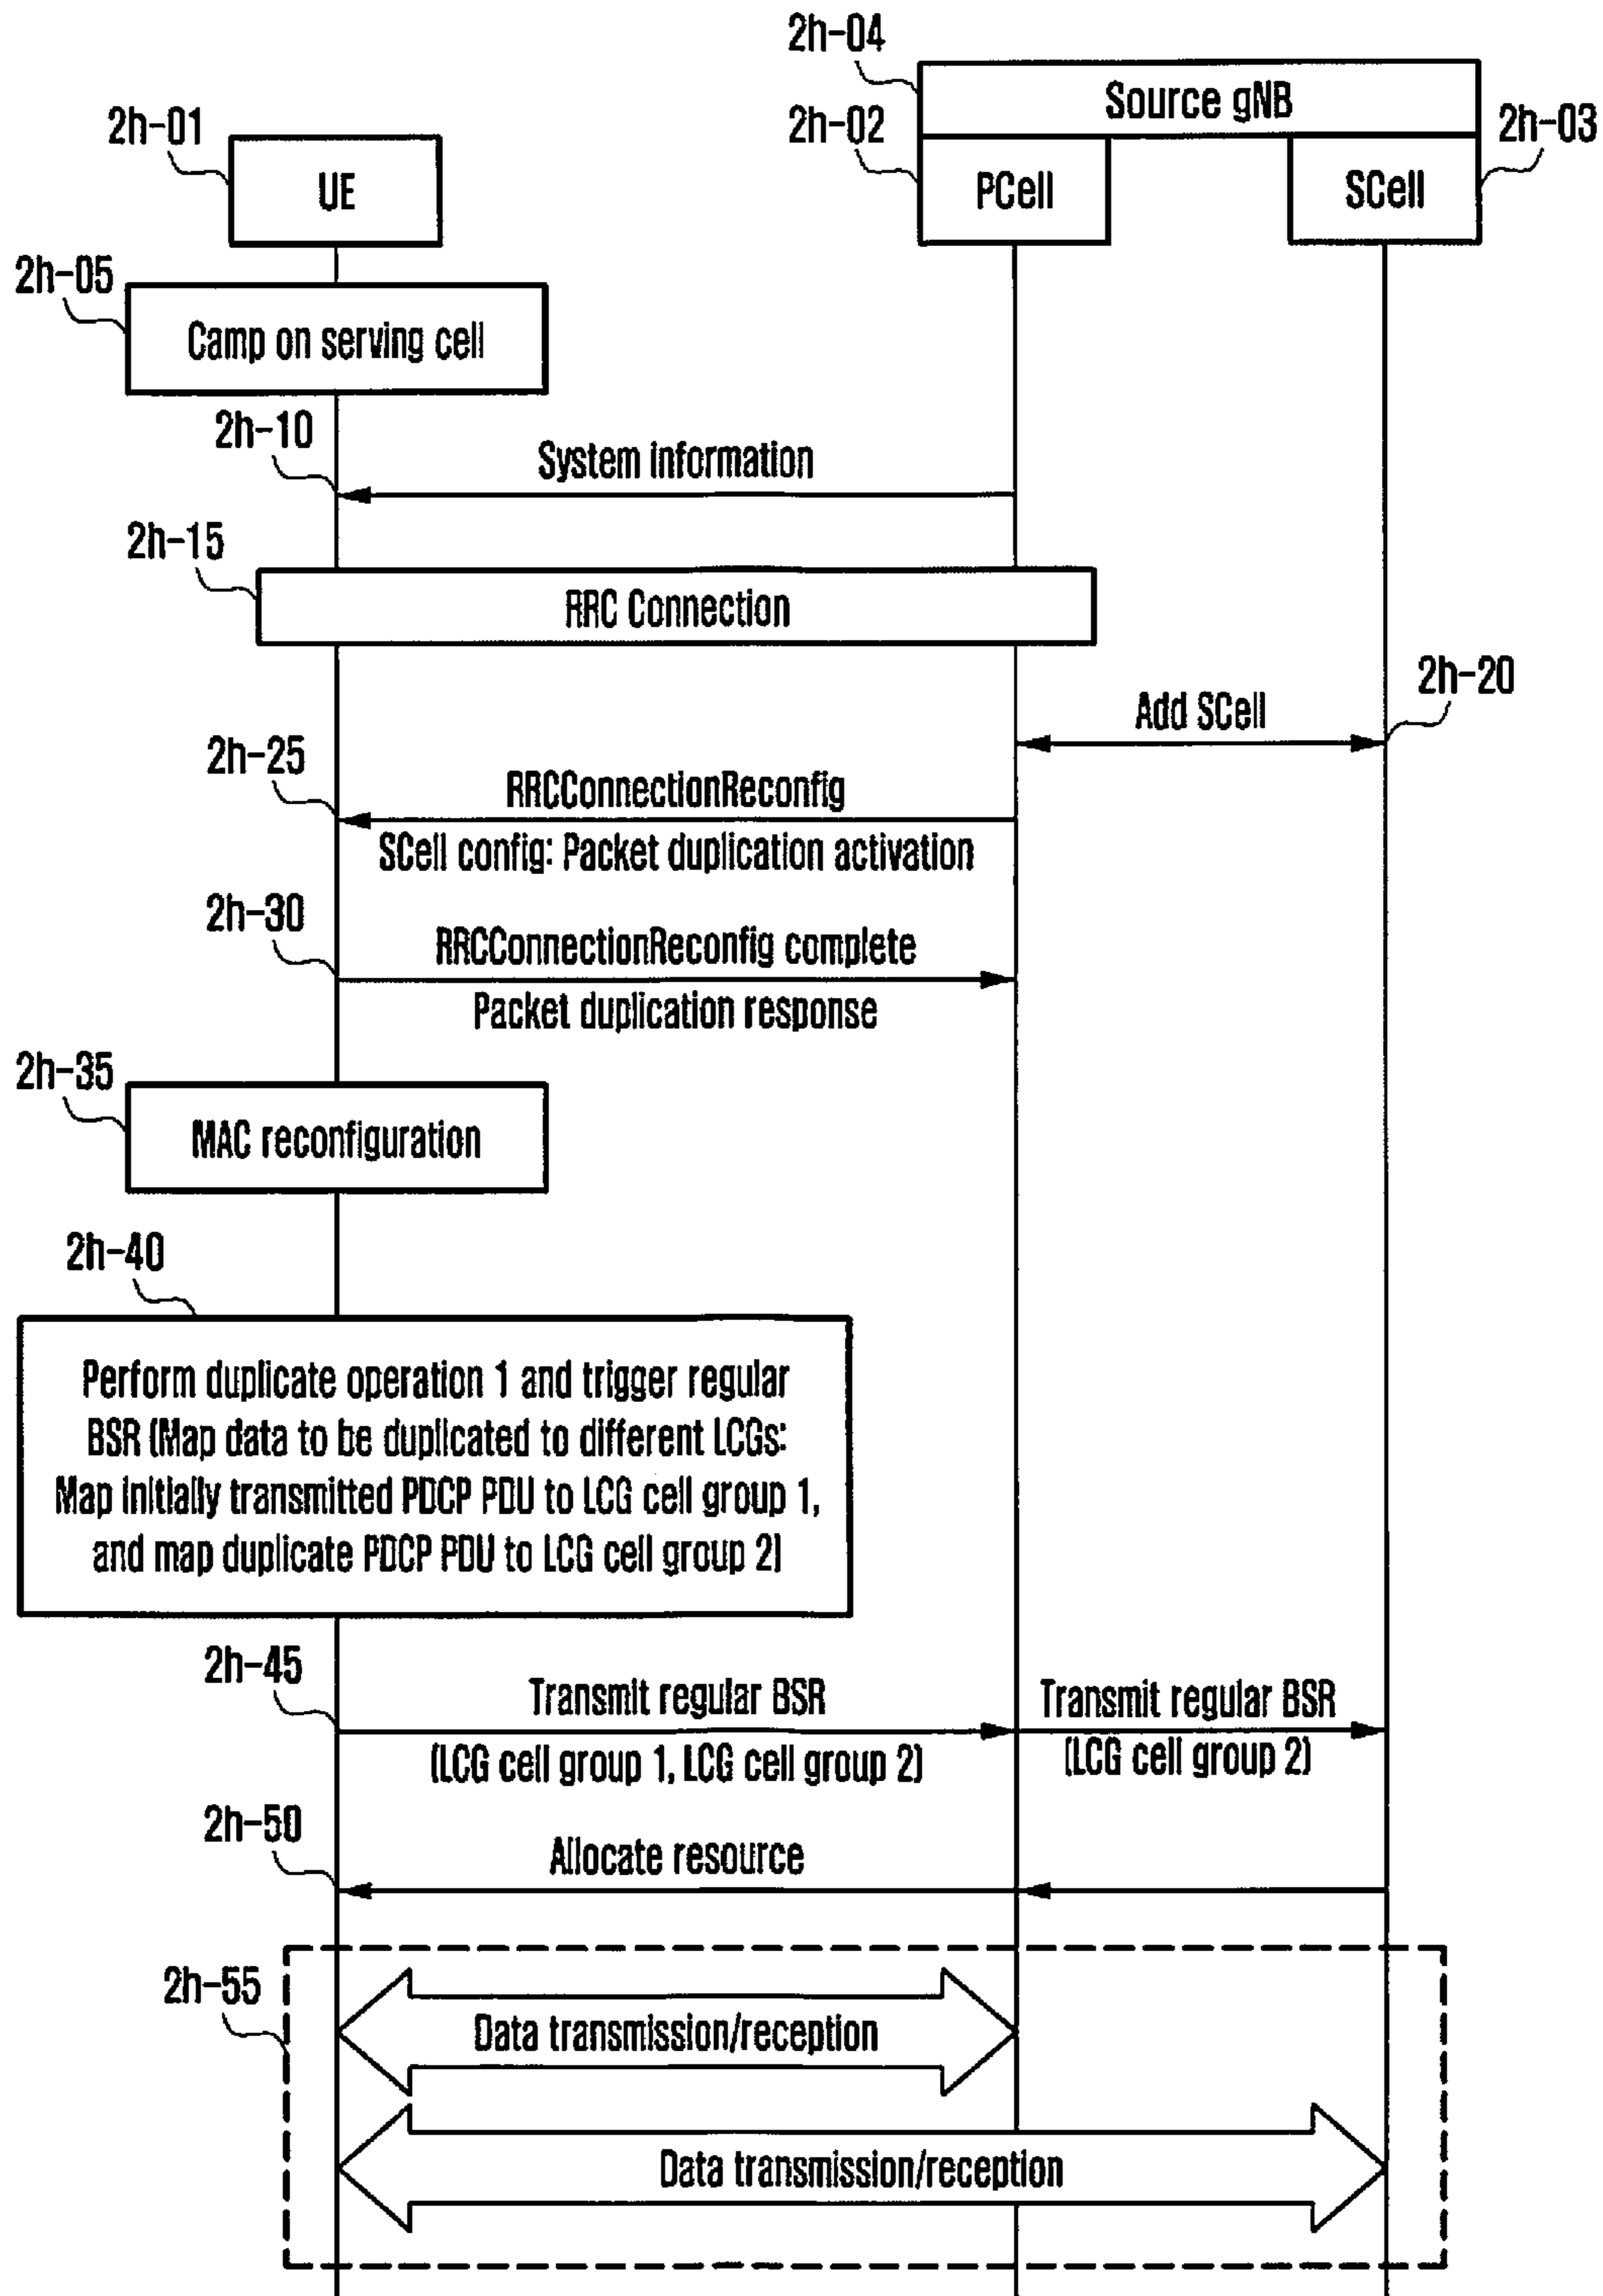 2h-04
Source gNB
2h-01
2h-02
2h-03
UE
PCell
SCell
2h-05
Camp on serving cell
2h-10
System information
2h-15
RRC Connection
2h-20
Add SCell
2h-25
RRCConnectionReconfig
SCell config: Packet duplication activation
2h-30
RRCConnectionReconfig complete
Packet duplication response
2h-35
MAC reconfiguration
2h-40
Perform duplicate operation 1 and trigger regular
BSR (Map data to be duplicated to different LCGs:
Map initially transmitted PDCP PDU to LCG cell group 1,
and map duplicate PDCP PDU to LCG cell group 2)
2h-45
Transmit regular BSR
(LCG cell group 1, LCG cell group 2)
Transmit regular BSR
(LCG cell group 2)
2h-50
Allocate resource
2h-55
Data transmission/reception
Data transmission/reception